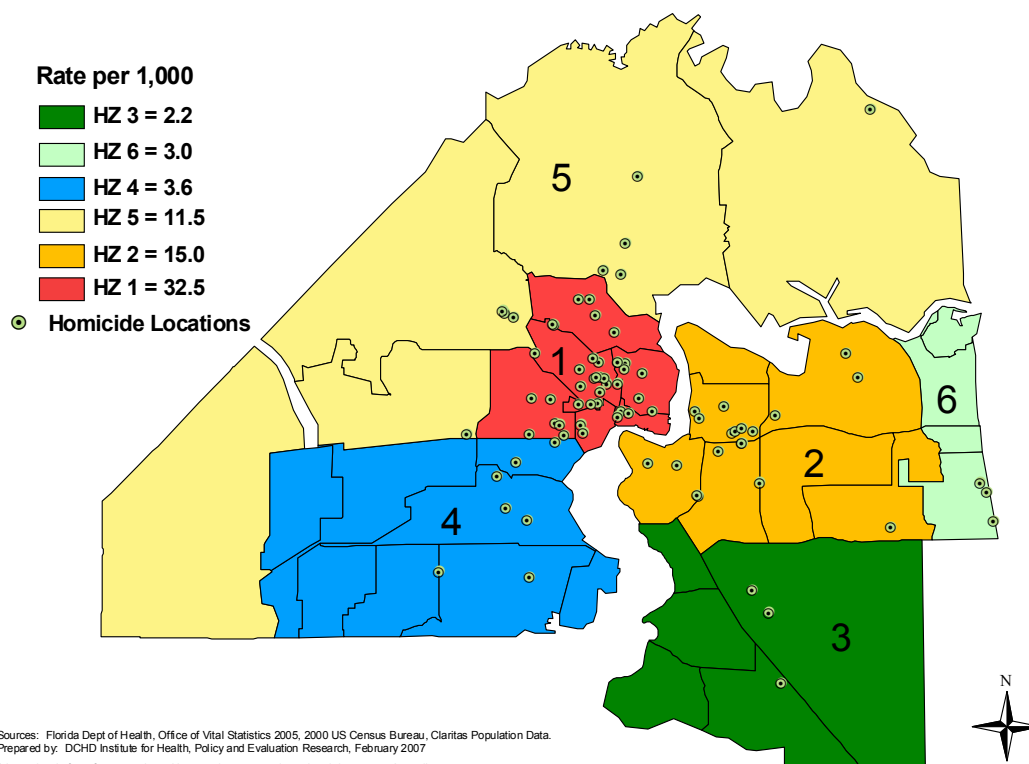 Rate per 1,000
HZ 3 = 2.2
HZ 6 = 3.0
HZ 4 = 3.6
HZ 5 = 11.5
HZ 2 = 15.0
HZ 1 = 32.5
Homicide Locations
5
1
6
2
4
3
N
Sources: Florida Dept of Health, Office of Vital Statistics 2005, 2000 US Census Bureau, Claritas Population Data.
Prepared by: DCHD Institute for Health, Policy and Evaluation Research, February 2007